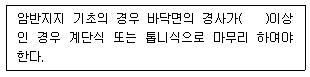 암반지지 기초의 경우 바닥면의 경사가(　　)이상
인 경우 계단식 또는 톱니식으로 마무리 하여야
한다.